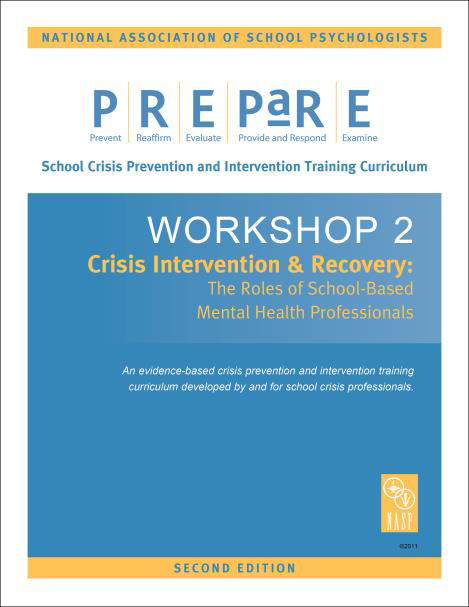 NATIONAL ASSOCIATION OF SCHOOL PSYCHOLOGISTS
P R E PaR E
Prevent Reaffirm Evaluate Provide and Respond Examine
School Crisis Prevention and Intervention Training Curriculum
WORKSHOP 2
Crisis Intervention & Recovery:
The Roles of School-Based
Mental Health Professionals
An evidence-based crisis prevention and intervention training
curriculum developed by and for school crisis professionals.
NASP
©2011
SECOND EDITION